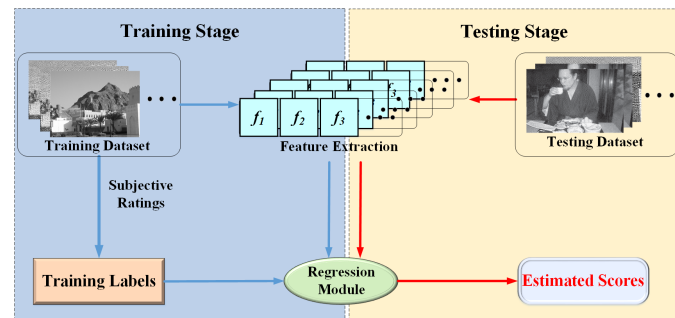 Training Stage
Testing Stage
f1 f2 f3
f3
Training Dataset
Feature Extraction
Testing Dataset
Subjective
Ratings
Training Labels
Regression
Module
Estimated Scores